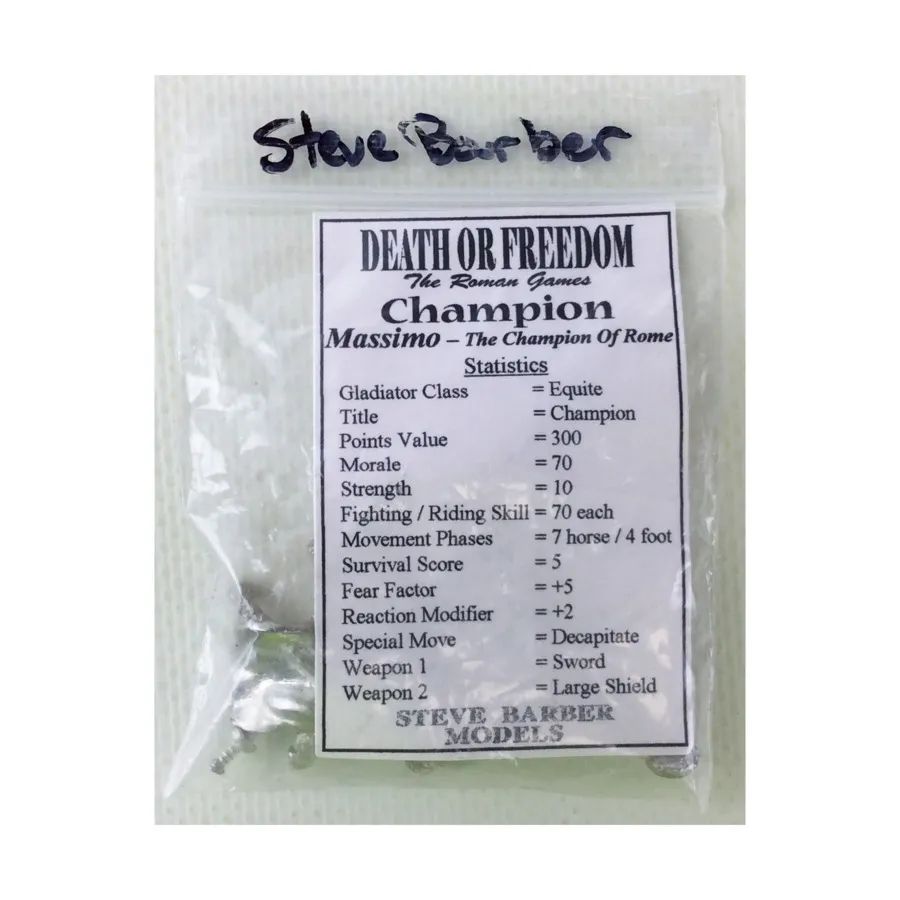 Steve Barber
DEATH OR FREEDOM
The Roman Games
Champion
Massimo – The Champion Of Rome
Statistics
Gladiator Class = Equite
Title = Champion
Points Value = 300
Morale = 70
Strength = 10
Fighting / Riding Skill = 70 each
Movement Phases = 7 horse / 4 foot
Survival Score = 5
Fear Factor = +5
Reaction Modifier = +2
Special Move = Decapitate
Weapon 1 = Sword
Weapon 2 = Large Shield
STEVE BARBER
MODELS